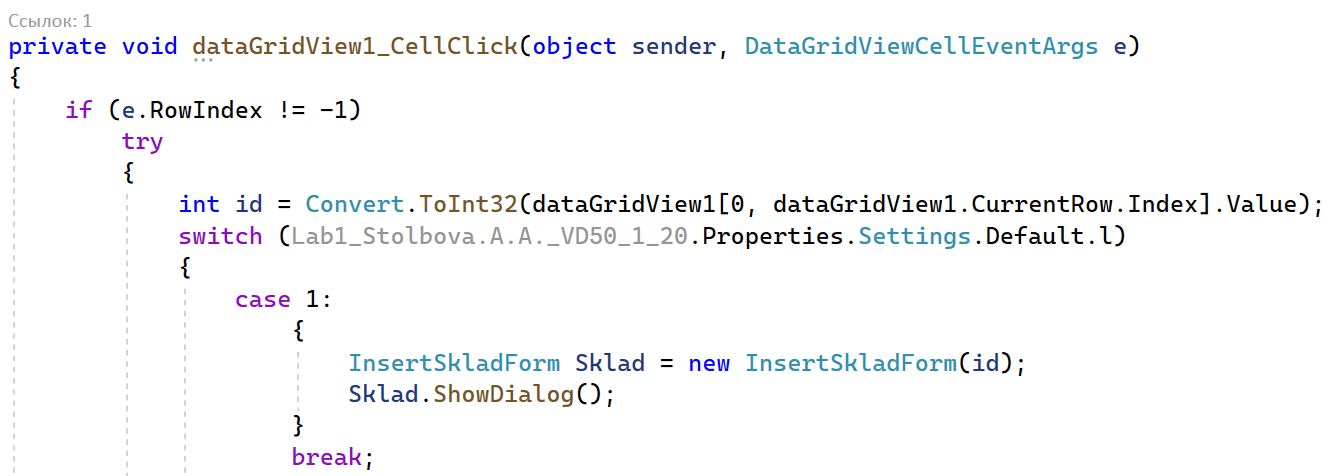 Ссылок: 1
private void dataGridView1_CellClick(object sender, DataGridViewCellEventArgs e)
{
if (e.RowIndex != -1)
try
{
int id = Convert.ToInt32(dataGridView1[0, dataGridView1.CurrentRow.Index].Value);
switch (Lab1_Stolbova.A.A._VD50_1_20.Properties.Settings.Default.l)
{
case 1:
{
InsertSkladForm Sklad = new InsertSkladForm(id);
Sklad.ShowDialog();
}
break;